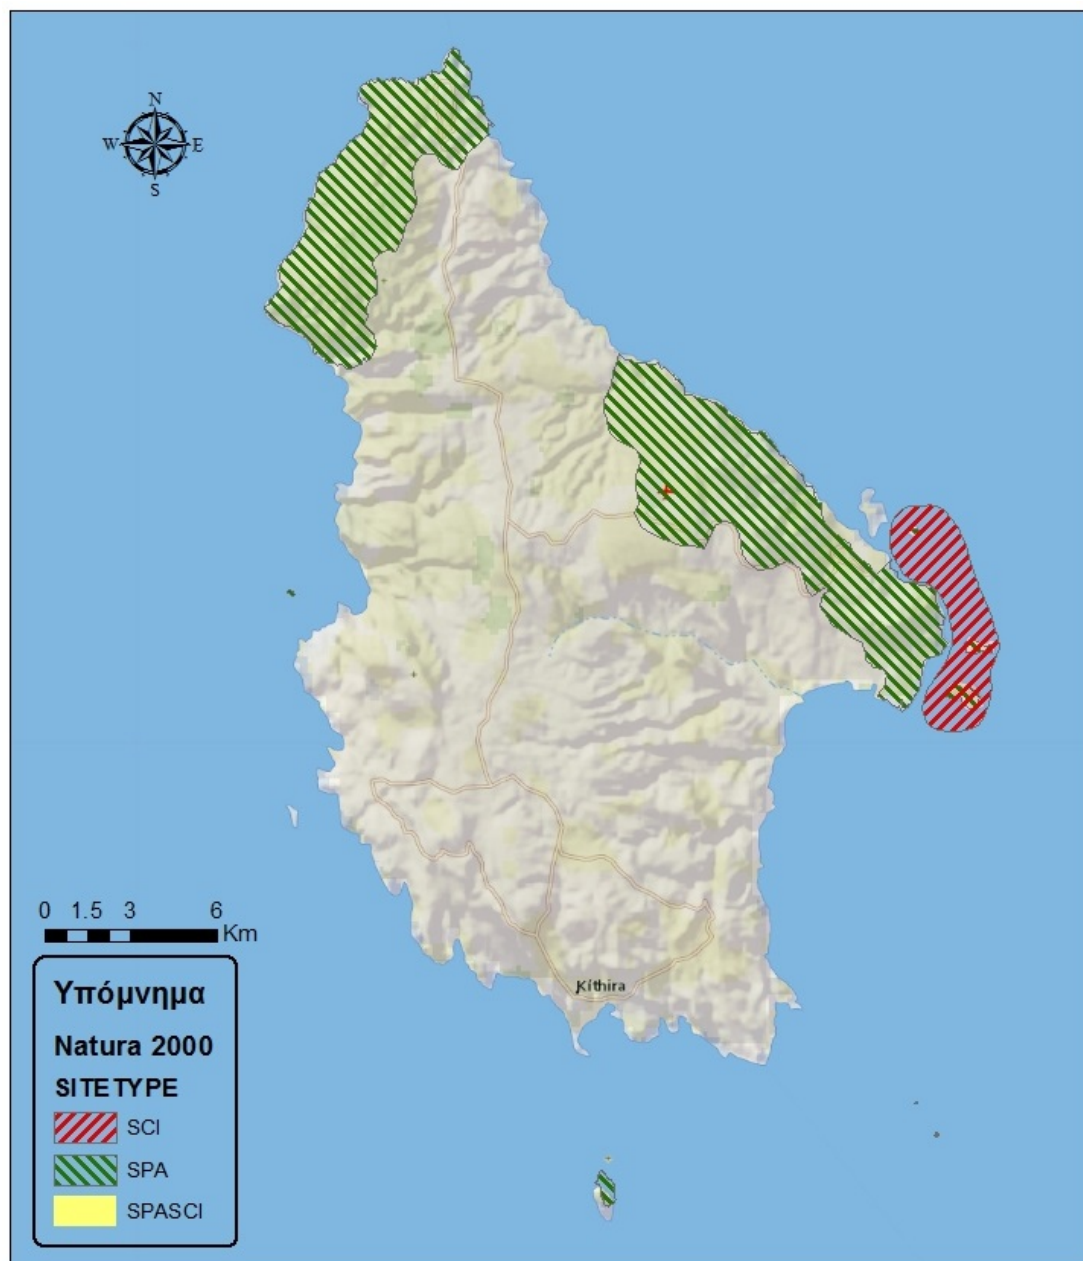 N
W E
S
0 1.5 3 6
Km
Υπόμνημα
Natura 2000
SITETYPE
SCI
SPA
SPASCI
Kíthira